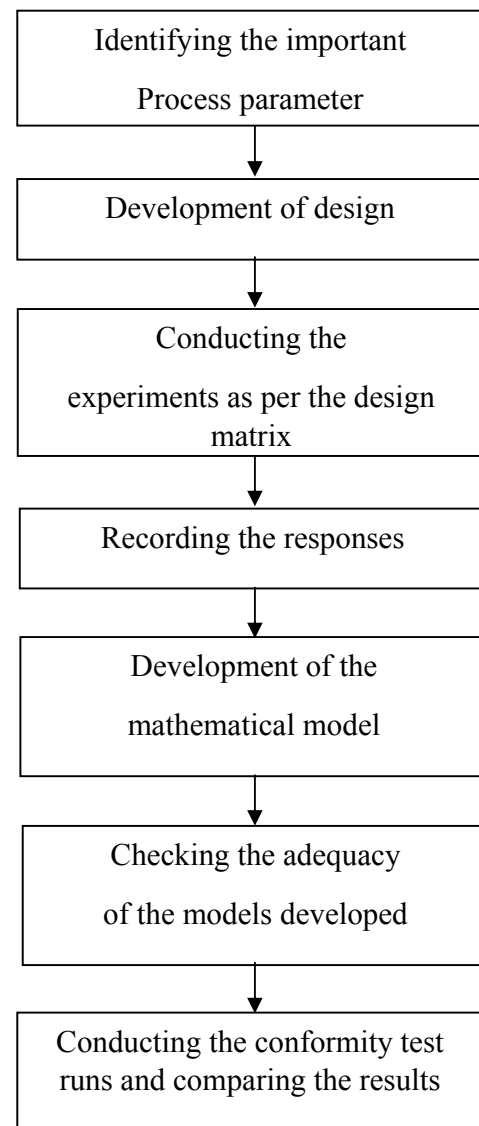 Identifying the important
Process parameter
Development of design
Conducting the
experiments as per the design
matrix
Recording the responses
Development of the
mathematical model
Checking the adequacy
of the models developed
Conducting the conformity test
runs and comparing the results